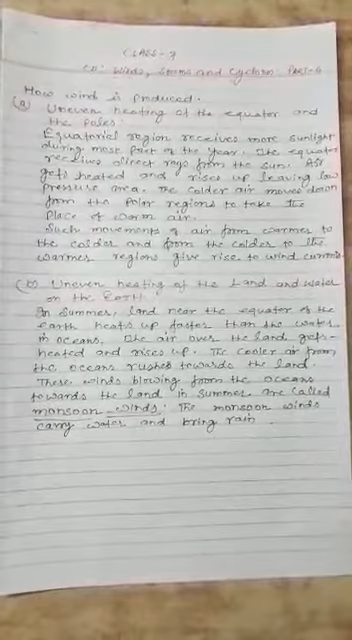 CLASS-7
Ch: Winds, Storms and Cyclone Part-6
How wind is produced.
(a) Uneven heating of the equator and
the poles:
Equatorial region receives more sunlight
during most part of the year. The equator
receives direct rays from the sun. Air
gets heated and rises up leaving low
pressure area. The colder air moves down
from the polar regions to take the
place of warm air.
Such movements of air from warmer to
the colder and from the colder to the
warmer regions give rise to wind currents.
(b) Uneven heating of the Land and water
on the Earth:
In Summer, land near the equator of the
earth heats up faster than the water
in oceans. The air over the land gets
heated and rises up. The Cooler air from
the oceans rushes towards the land.
These winds blowing from the oceans
towards the land in summer are called
monsoon winds. The monsoon winds
carry water and bring rain.